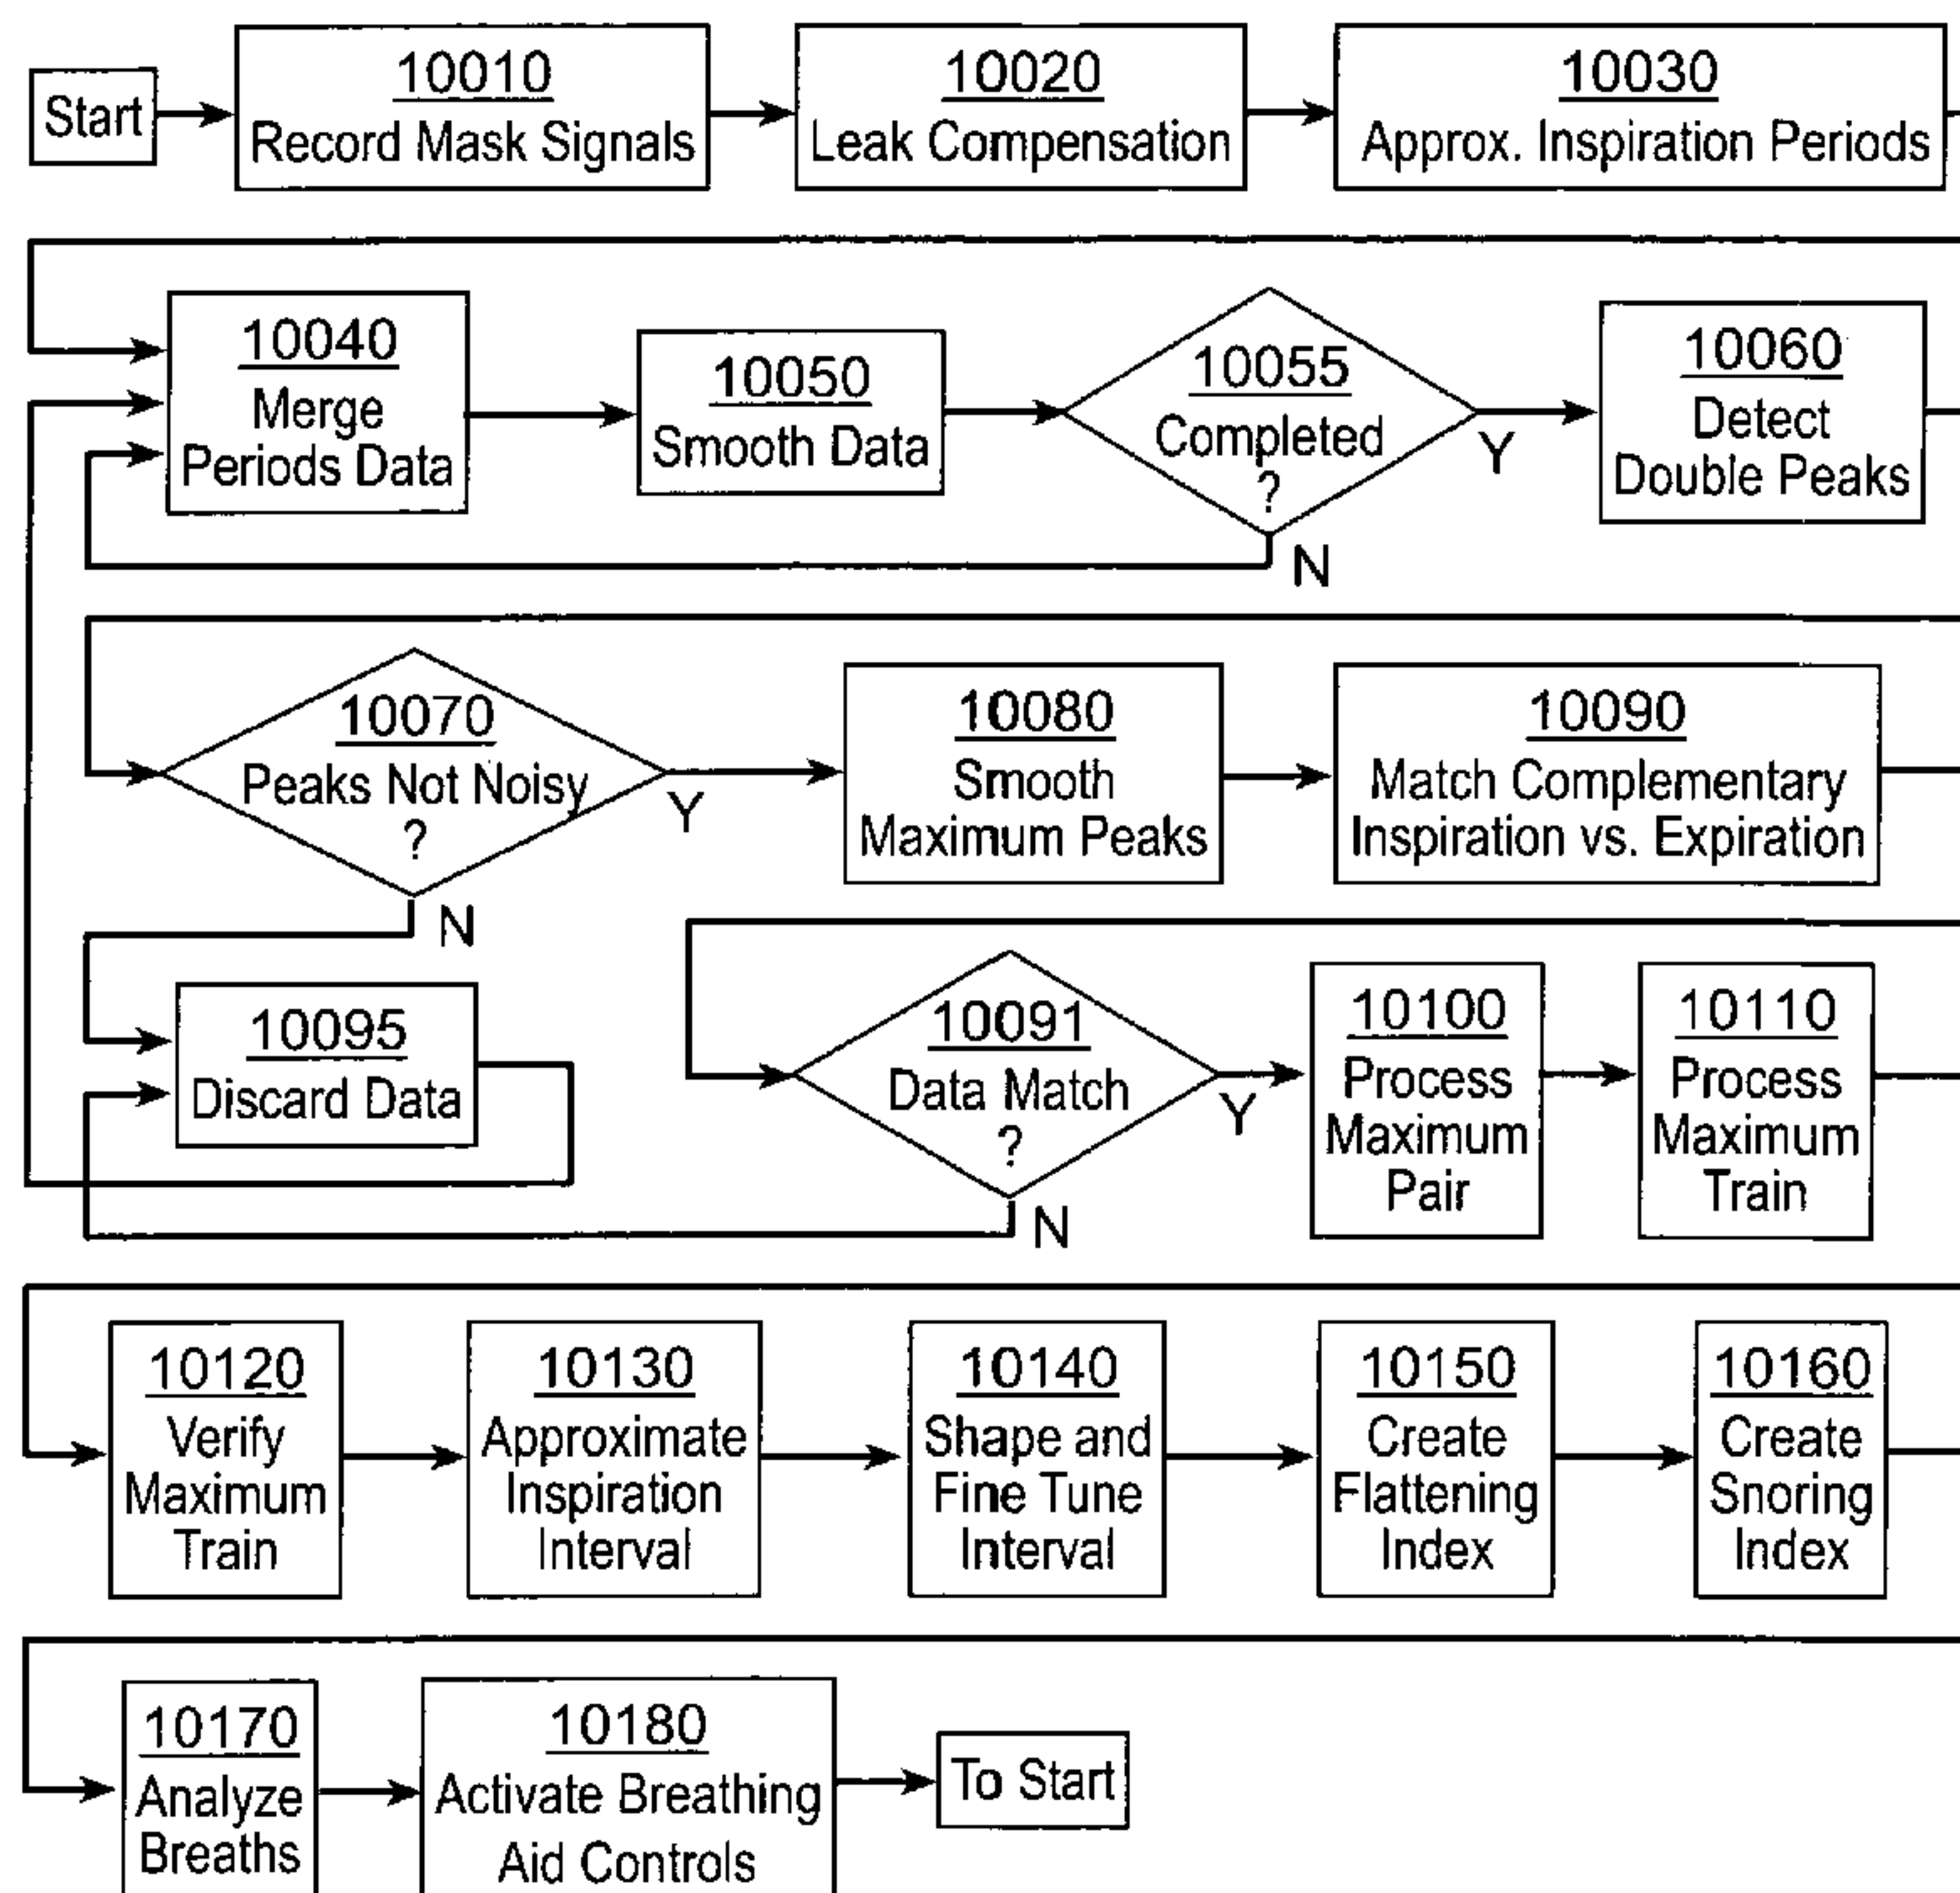 Start
10010
Record Mask Signals
10020
Leak Compensation
10030
Approx. Inspiration Periods
10040
Merge
Periods Data
10050
Smooth Data
10055
Completed
?
Y
N
10060
Detect
Double Peaks
10070
Peaks Not Noisy
?
Y
N
10080
Smooth
Maximum Peaks
10090
Match Complementary
Inspiration vs. Expiration
10095
Discard Data
10091
Data Match
?
Y
N
10100
Process
Maximum
Pair
10110
Process
Maximum
Train
10120
Verify
Maximum
Train
10130
Approximate
Inspiration
Interval
10140
Shape and
Fine Tune
Interval
10150
Create
Flattening
Index
10160
Create
Snoring
Index
10170
Analyze
Breaths
10180
Activate Breathing
Aid Controls
To Start